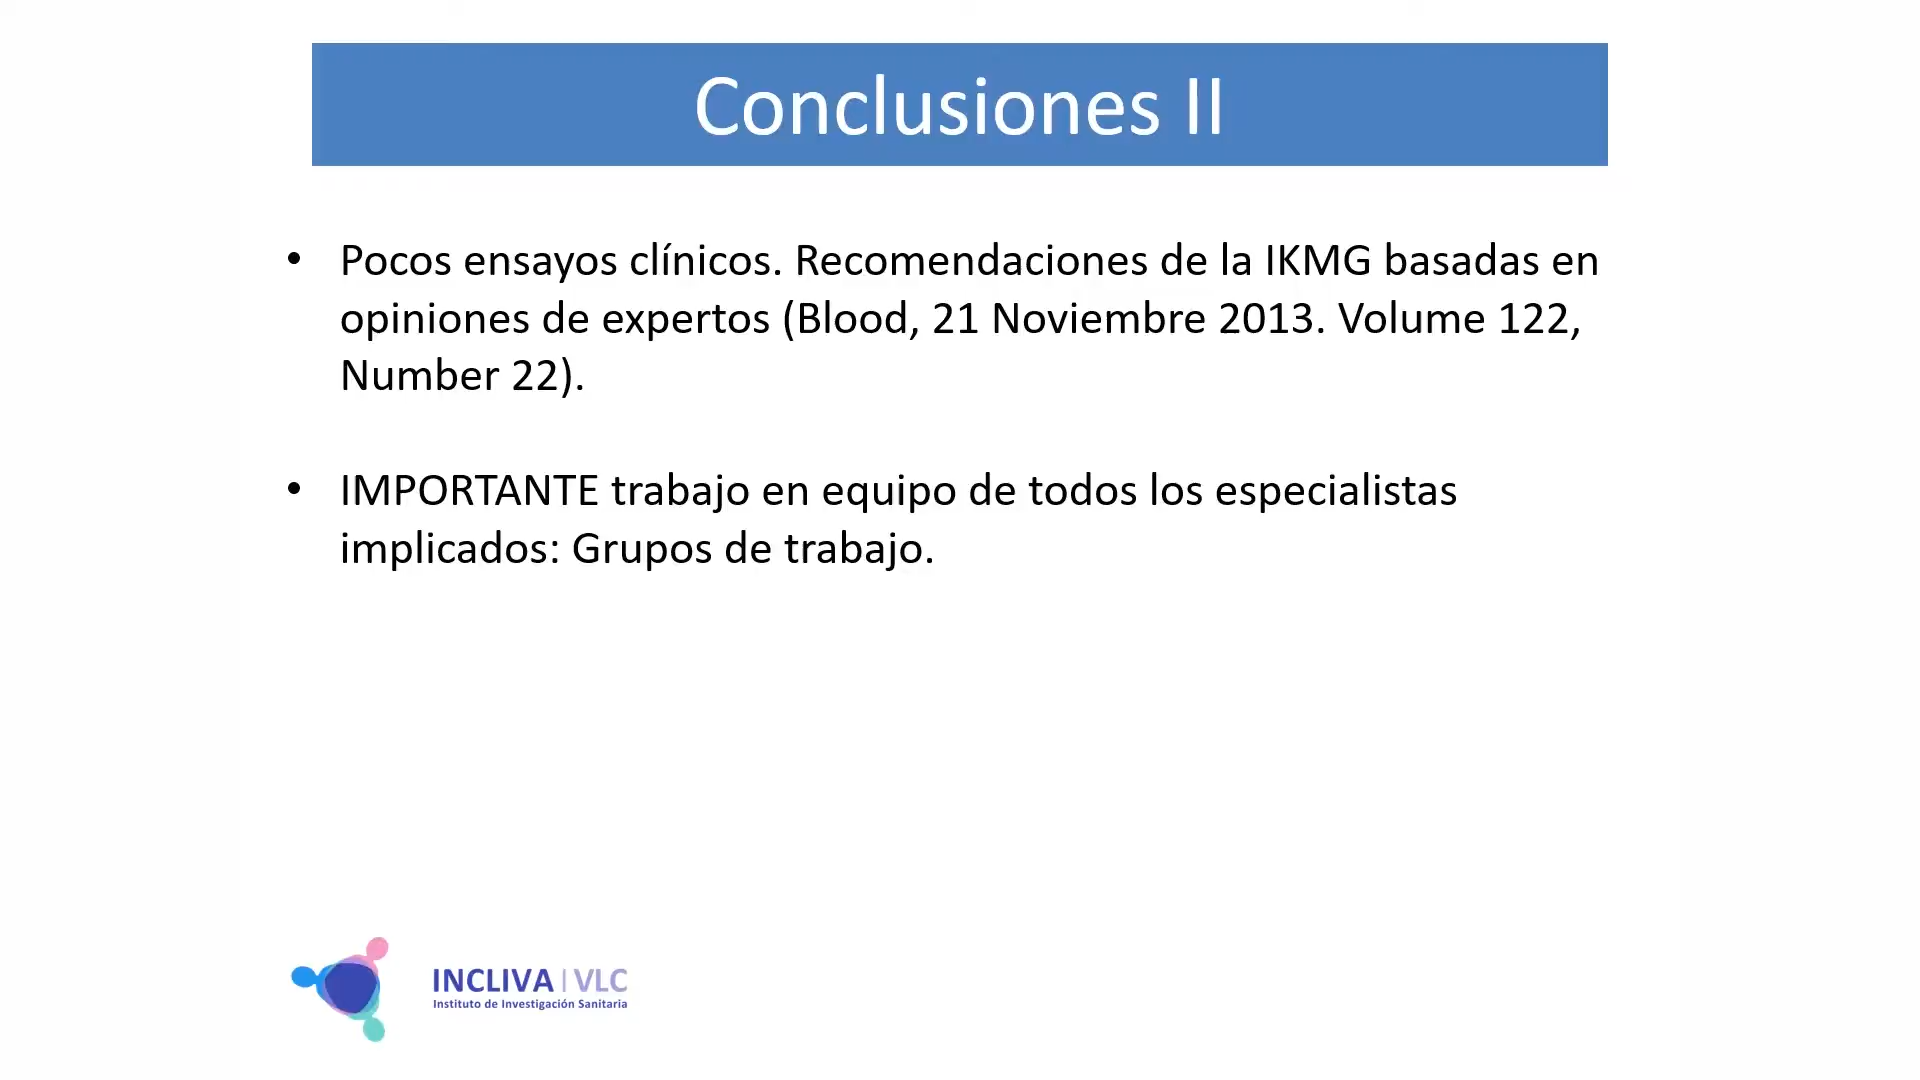 Conclusiones II
• Pocos ensayos clínicos. Recomendaciones de la IKMG basadas en
opiniones de expertos (Blood, 21 Noviembre 2013. Volume 122,
Number 22).
• IMPORTANTE trabajo en equipo de todos los especialistas
implicados: Grupos de trabajo.
INCLIVA | VLC
Instituto de Investigación Sanitaria